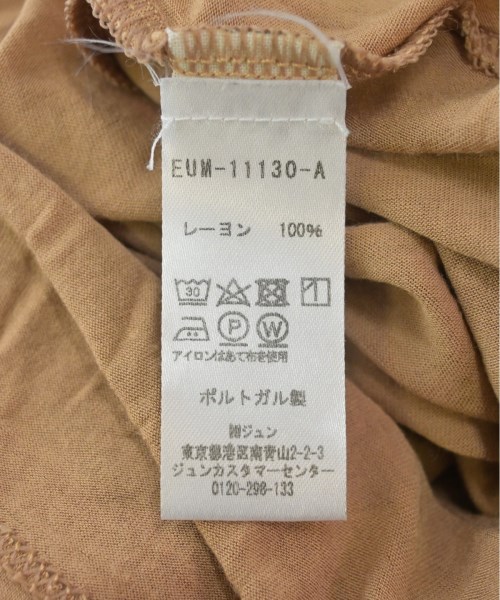 EUM-11130-A
レーヨン 100%
30
P W
アイロンはあて布を使用
ポルトガル製
㈱ジュン
東京都港区南青山2-2-3
ジュンカスタマーセンター
0120-298-133